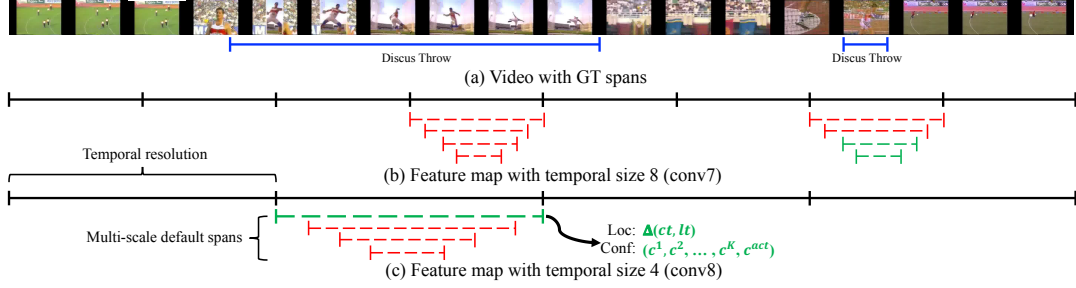 Discus Throw
Discus Throw
(a) Video with GT spans
Temporal resolution
(b) Feature map with temporal size 8 (conv7)
Multi-scale default spans
Loc: Δ(ct, lt)
Conf: (c¹, c², … , cᴷ, cᵃᶜᵗ)
(c) Feature map with temporal size 4 (conv8)